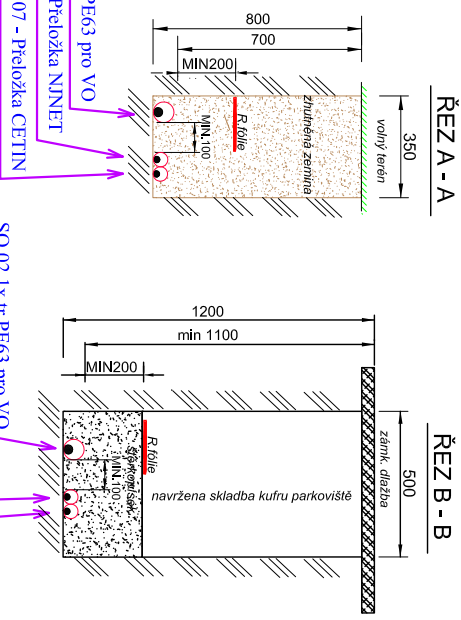 ŘEZ A - A
350
volný terén
800
700
MIN200
zhutněná zemina
R.fólie
MIN.100
PE63 pro VO
Přeložka NJNET
07 - Přeložka CETIN
ŘEZ B - B
500
zámk. dlažba
1200
min 1100
MIN200
navržena skladba kufru parkoviště
R.fólie
MIN.100
SO 02 1x tr.PE63 pro VO